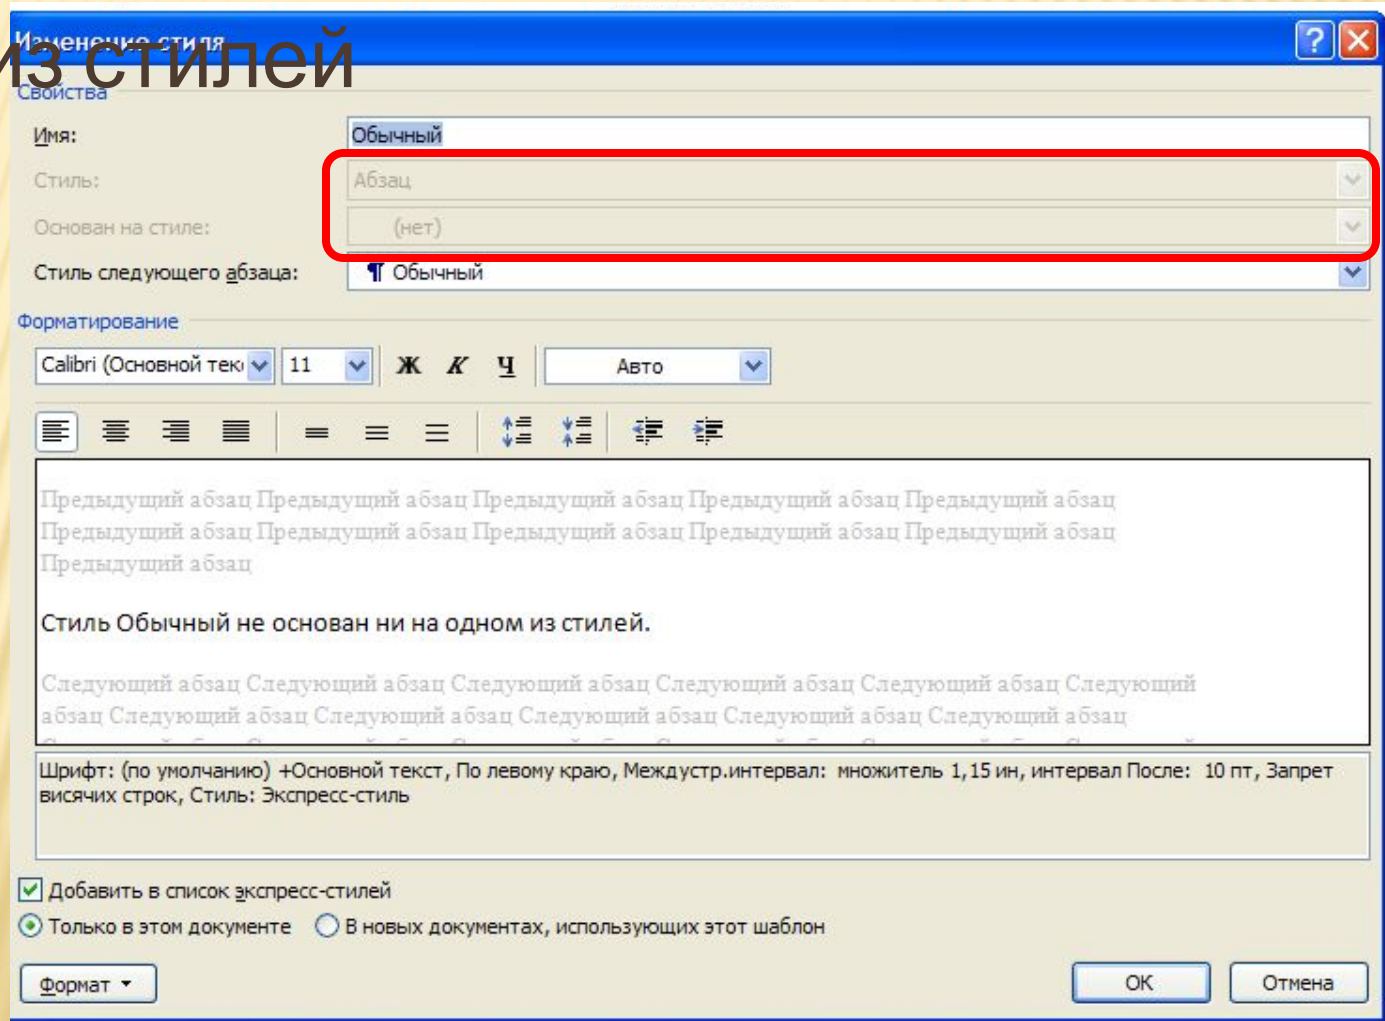 Изменение стиля
из стилей
Свойства
Имя:
Обычный
Стиль:
Абзац
Основан на стиле:
(нет)
Стиль следующего абзаца:
¶ Обычный
Форматирование
Calibri (Основной тек
11
Ж К Ч
Авто
Предыдущий абзац Предыдущий абзац Предыдущий абзац Предыдущий абзац Предыдущий абзац
Предыдущий абзац Предыдущий абзац Предыдущий абзац Предыдущий абзац Предыдущий абзац
Предыдущий абзац
Стиль Обычный не основан ни на одном из стилей.
Следующий абзац Следующий абзац Следующий абзац Следующий абзац Следующий абзац Следующий
абзац Следующий абзац Следующий абзац Следующий абзац Следующий абзац Следующий абзац
Шрифт: (по умолчанию) +Основной текст, По левому краю, Междустр.интервал: множитель 1,15 ин, интервал После: 10 пт, Запрет
висячих строк, Стиль: Экспресс-стиль
Добавить в список экспресс-стилей
Только в этом документе
В новых документах, использующих этот шаблон
Формат
ОК
Отмена